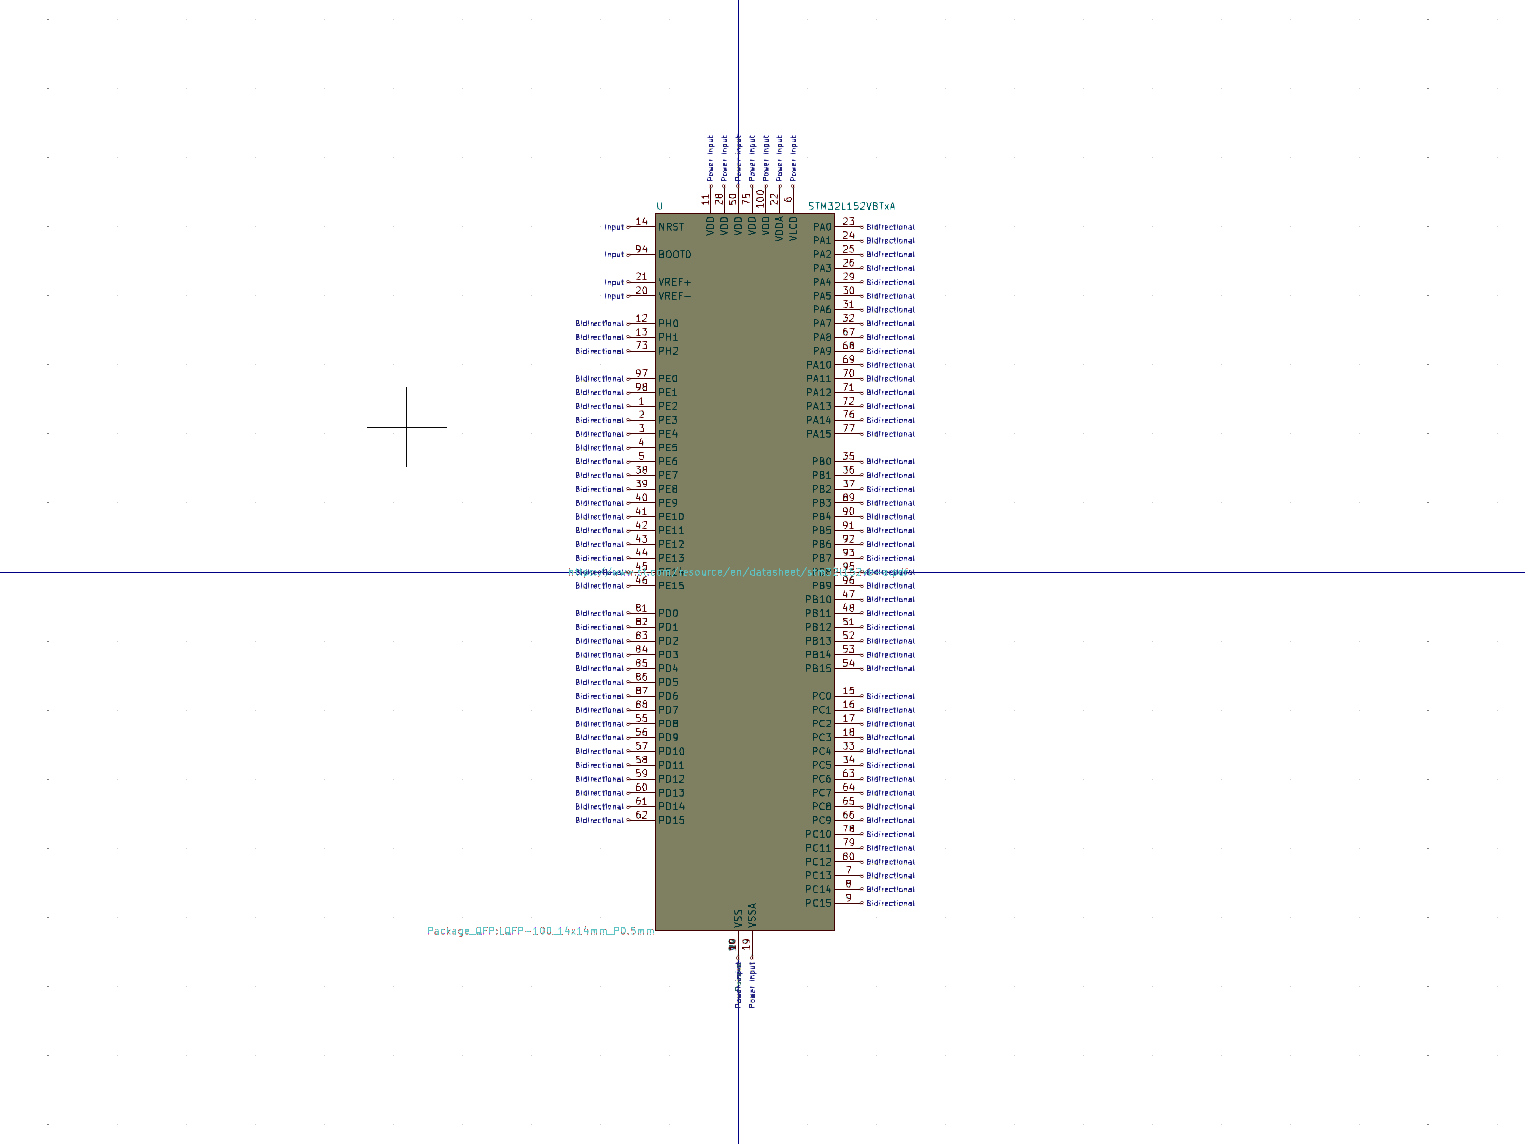 Power Input Power Input Power Input Power Input Power Input Power Input Power Input
11 28 50 75 100 22 6
U STM32L152VBTxA
VDD VDD VDD VDD VDD VDDA VLCD
Input 14 NRST PA0 23 Bidirectional
PA1 24 Bidirectional
Input 94 BOOT0 PA2 25 Bidirectional
PA3 26 Bidirectional
Input 21 VREF+ PA4 29 Bidirectional
Input 20 VREF- PA5 30 Bidirectional
PA6 31 Bidirectional
Bidirectional 12 PH0 PA7 32 Bidirectional
Bidirectional 13 PH1 PA8 67 Bidirectional
Bidirectional 73 PH2 PA9 68 Bidirectional
PA10 69 Bidirectional
Bidirectional 97 PE0 PA11 70 Bidirectional
Bidirectional 98 PE1 PA12 71 Bidirectional
Bidirectional 1 PE2 PA13 72 Bidirectional
Bidirectional 2 PE3 PA14 76 Bidirectional
Bidirectional 3 PE4 PA15 77 Bidirectional
Bidirectional 4 PE5
Bidirectional 5 PE6 PB0 35 Bidirectional
Bidirectional 38 PE7 PB1 36 Bidirectional
Bidirectional 39 PE8 PB2 37 Bidirectional
Bidirectional 40 PE9 PB3 89 Bidirectional
Bidirectional 41 PE10 PB4 90 Bidirectional
Bidirectional 42 PE11 PB5 91 Bidirectional
Bidirectional 43 PE12 PB6 92 Bidirectional
Bidirectional 44 PE13 PB7 93 Bidirectional
45 95
Bidirectional 46 PE15 PB9 96 Bidirectional
PB10 47 Bidirectional
Bidirectional 81 PD0 PB11 48 Bidirectional
Bidirectional 82 PD1 PB12 51 Bidirectional
Bidirectional 83 PD2 PB13 52 Bidirectional
Bidirectional 84 PD3 PB14 53 Bidirectional
Bidirectional 85 PD4 PB15 54 Bidirectional
Bidirectional 86 PD5
Bidirectional 87 PD6 PC0 15 Bidirectional
Bidirectional 88 PD7 PC1 16 Bidirectional
Bidirectional 55 PD8 PC2 17 Bidirectional
Bidirectional 56 PD9 PC3 18 Bidirectional
Bidirectional 57 PD10 PC4 33 Bidirectional
Bidirectional 58 PD11 PC5 34 Bidirectional
Bidirectional 59 PD12 PC6 63 Bidirectional
Bidirectional 60 PD13 PC7 64 Bidirectional
Bidirectional 61 PD14 PC8 65 Bidirectional
Bidirectional 62 PD15 PC9 66 Bidirectional
PC10 78 Bidirectional
PC11 79 Bidirectional
PC12 80 Bidirectional
PC13 7 Bidirectional
PC14 8 Bidirectional
PC15 9 Bidirectional
VSS VSSA
Package_QFP:LQFP-100_14x14mm_P0.5mm
19
Power Input